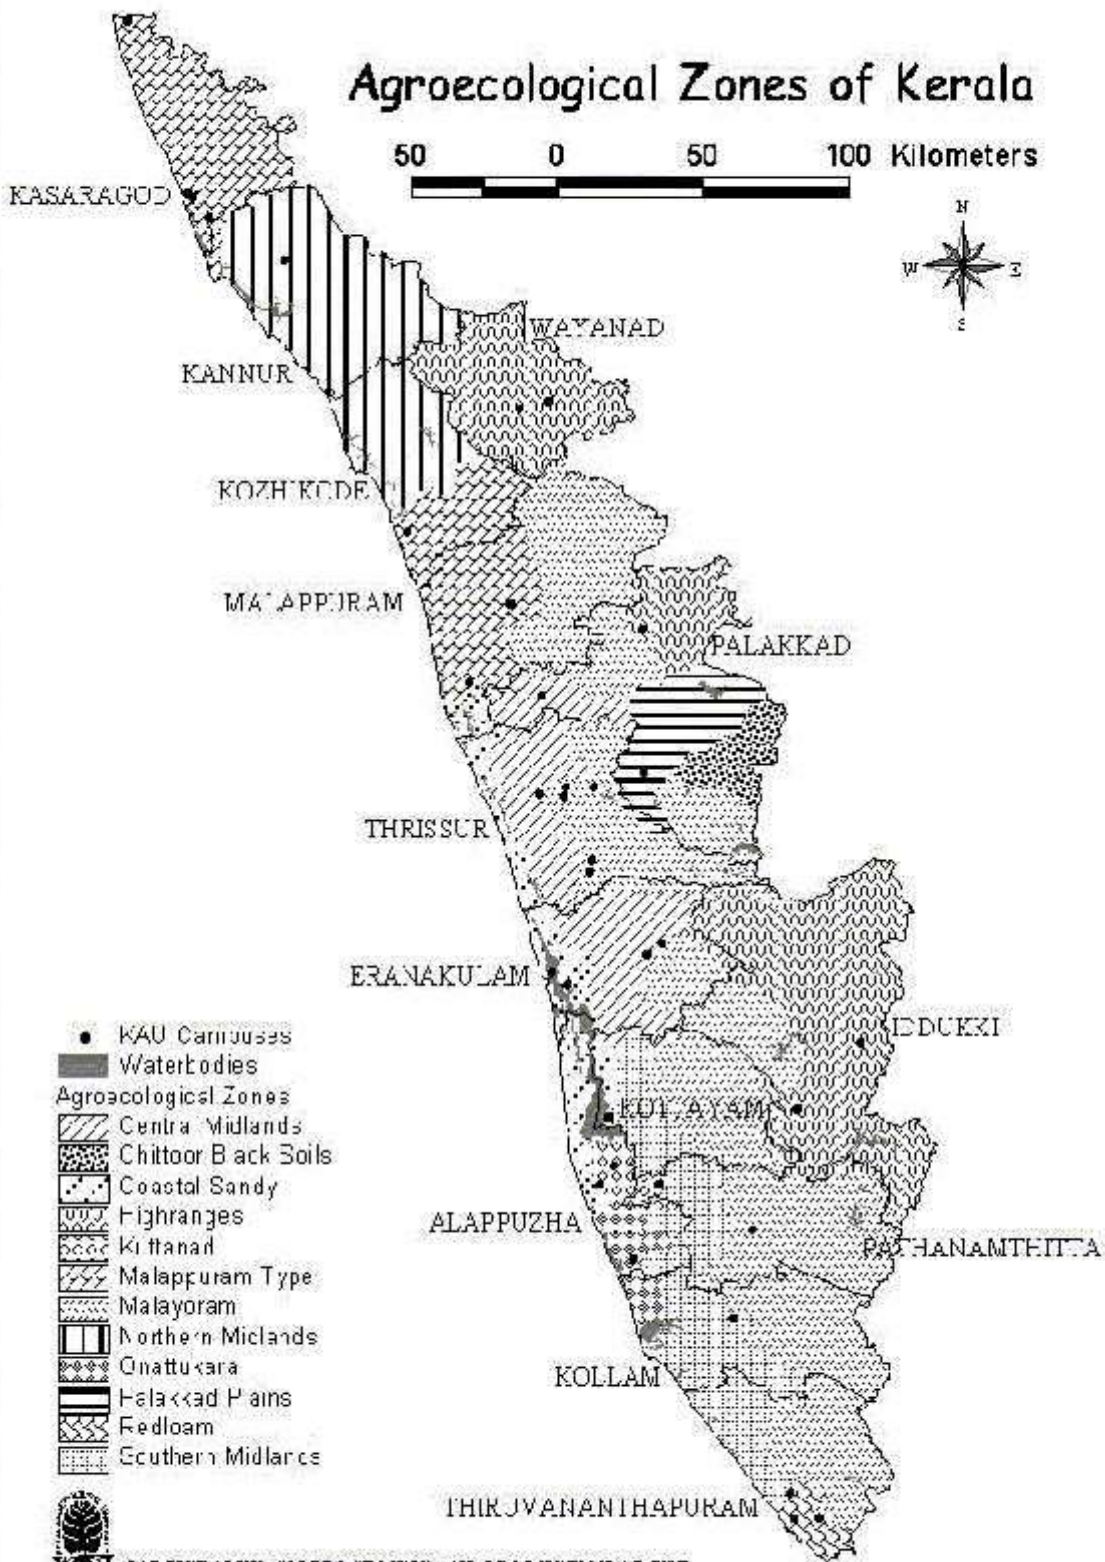 Agroecological Zones of Kerala
50 0 50 100 Kilometers
N
W E
S
KASARAGOD
WAYANAD
KANNUR
KOZHIKODE
MALAPPURAM
PALAKKAD
THRISSUR
ERANAKULAM
IDDUKKI
KOTTAYAM
ALAPPUZHA
PATHANAMTHITTA
KOLLAM
THIRUVANANTHAPURAM
KAU Campuses
Waterbodies
Agroecological Zones
Central Midlands
Chittoor Black Soils
Coastal Sandy
Highranges
Kuttanad
Malappuram Type
Malayoram
Northern Midlands
Onattukara
Palakkad Plains
Redloam
Southern Midlands